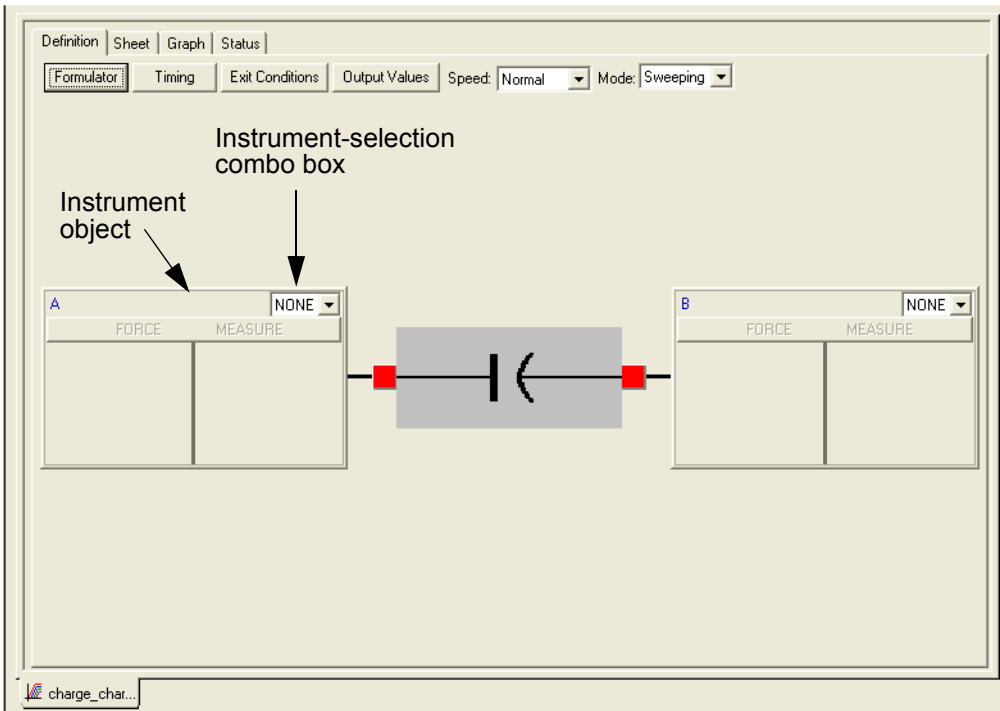 Definition Sheet Graph Status
Formulator Timing Exit Conditions Output Values Speed: Normal Mode: Sweeping
Instrument-selection
combo box
Instrument
object
A NONE B NONE
FORCE MEASURE FORCE MEASURE
charge_char...